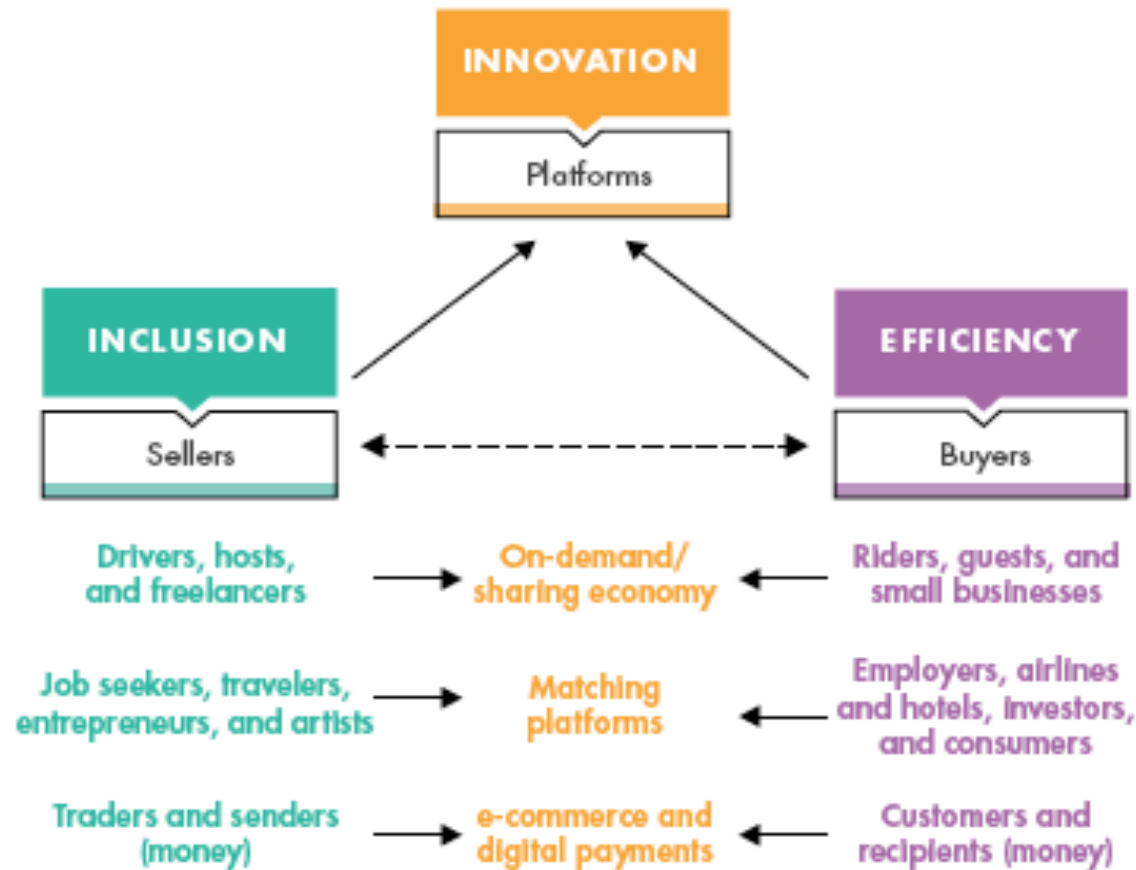 INNOVATION
Platforms
INCLUSION
Sellers
EFFICIENCY
Buyers
Drivers, hosts,
and freelancers
On-demand/
sharing economy
Riders, guests, and
small businesses
Job seekers, travelers,
entrepreneurs, and artists
Matching
platforms
Employers, airlines
and hotels, investors,
and consumers
Traders and senders
(money)
e-commerce and
digital payments
Customers and
recipients (money)